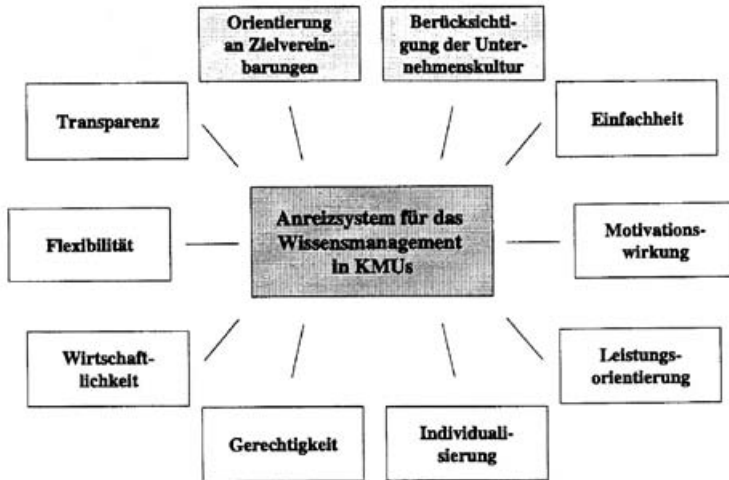 Orientierung
an Zielverein-
barungen
Berücksichti-
gung der Unter-
nehmenskultur
Transparenz
Einfachheit
Anreizsystem für das
Wissensmanagement
in KMUs
Flexibilität
Motivations-
wirkung
Wirtschaft-
lichkeit
Leistungs-
orientierung
Gerechtigkeit
Individuali-
sierung